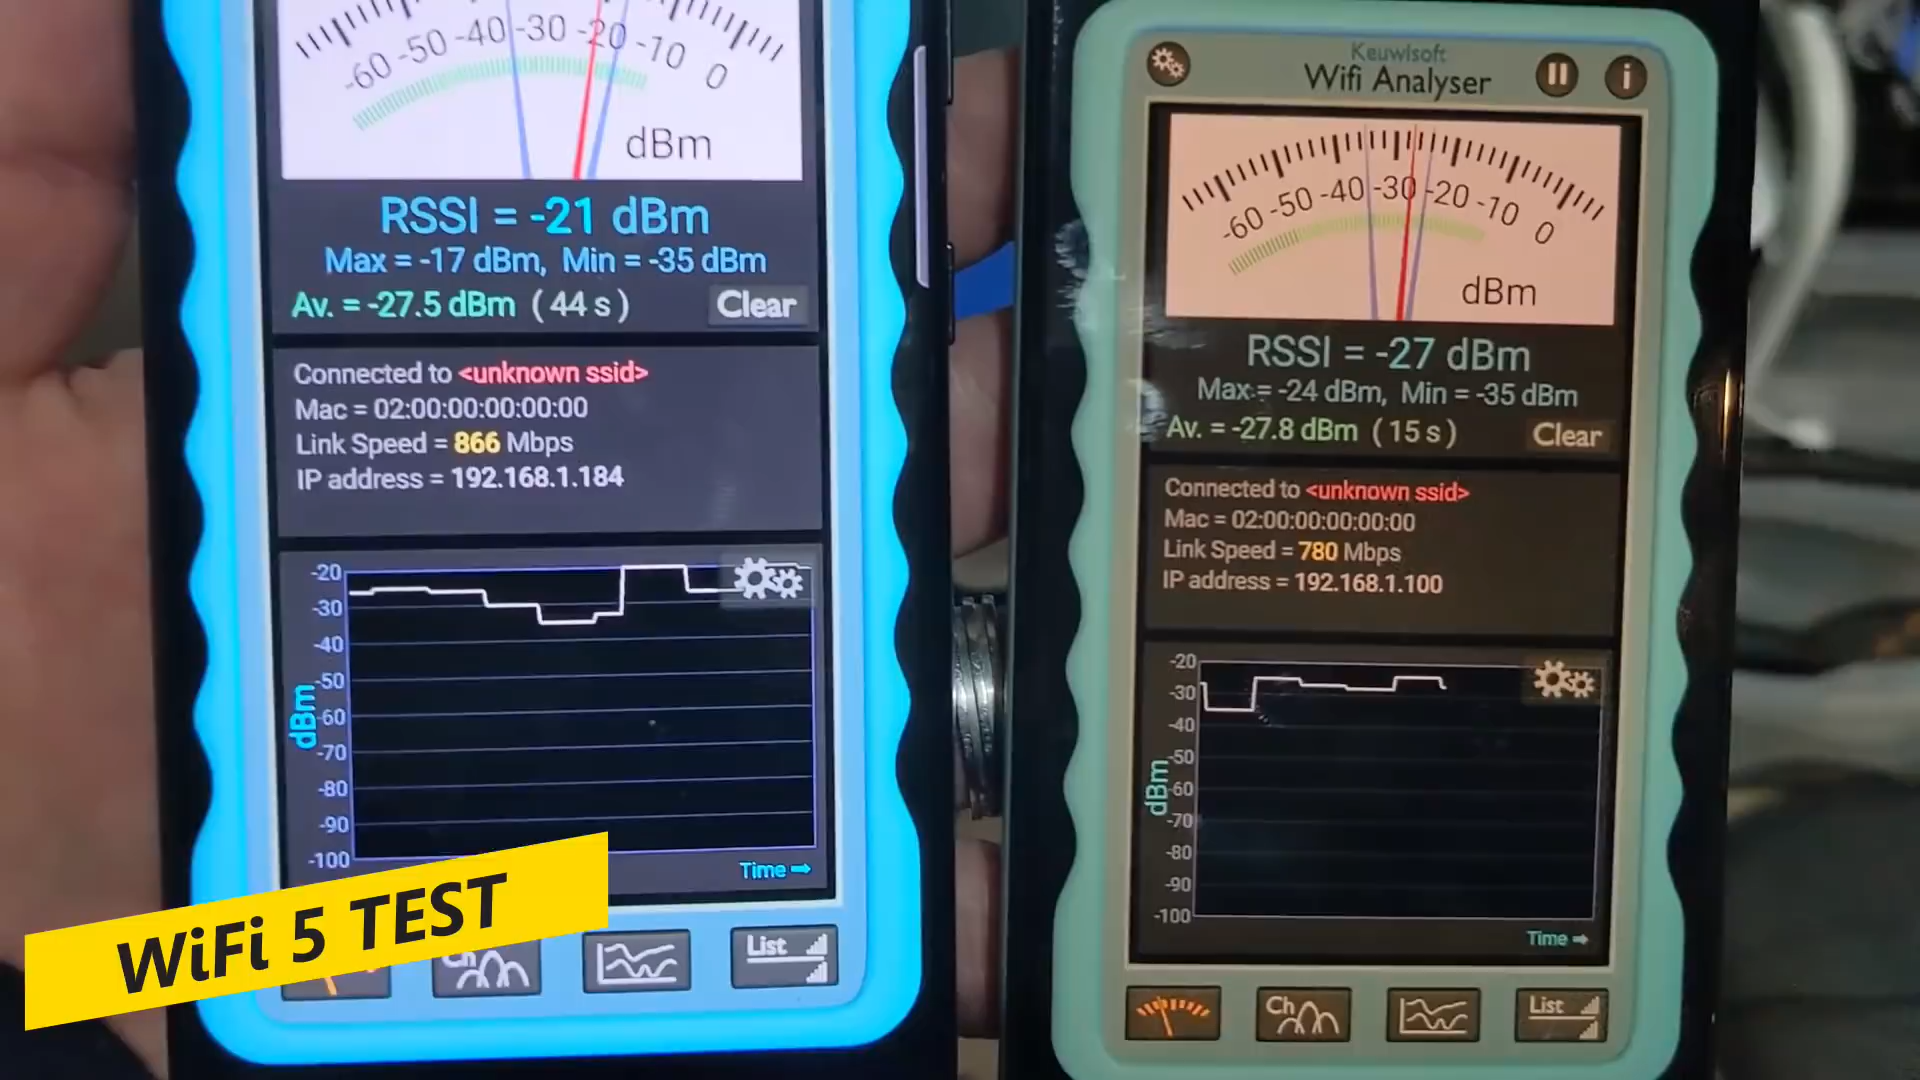 -60 -50 -40 -30 -20 -10 0
dBm
RSSI = -21 dBm
Max = -17 dBm, Min = -35 dBm
Av. = -27.5 dBm ( 44 s )
Clear
Connected to <unknown ssid>
Mac = 02:00:00:00:00:00
Link Speed = 866 Mbps
IP address = 192.168.1.184
-20
-30
-40
-50
-60
-70
-80
-90
-100
dBm
Time
Ch
List
WiFi 5 TEST
Keuwlsoft
Wifi Analyser
i
-60 -50 -40 -30 -20 -10 0
dBm
RSSI = -27 dBm
Max = -24 dBm, Min = -35 dBm
Av. = -27.8 dBm ( 15 s )
Clear
Connected to <unknown ssid>
Mac = 02:00:00:00:00:00
Link Speed = 780 Mbps
IP address = 192.168.1.100
-20
-30
-40
-50
-60
-70
-80
-90
-100
dBm
Time
Ch
List